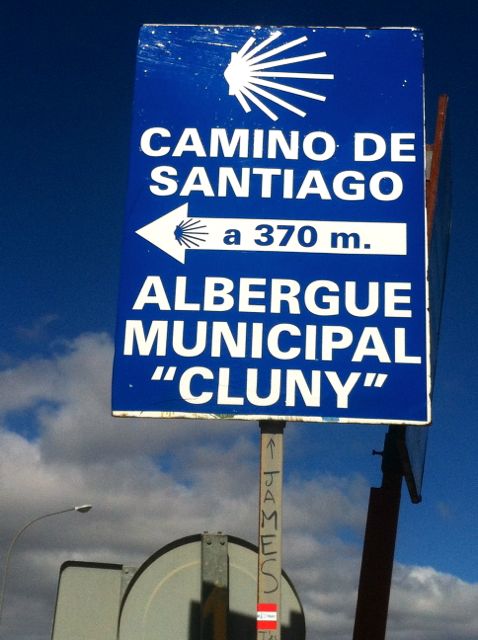 CAMINO DE
SANTIAGO
a 370 m.
ALBERGUE
MUNICIPAL
"CLUNY"
↑ JAMES